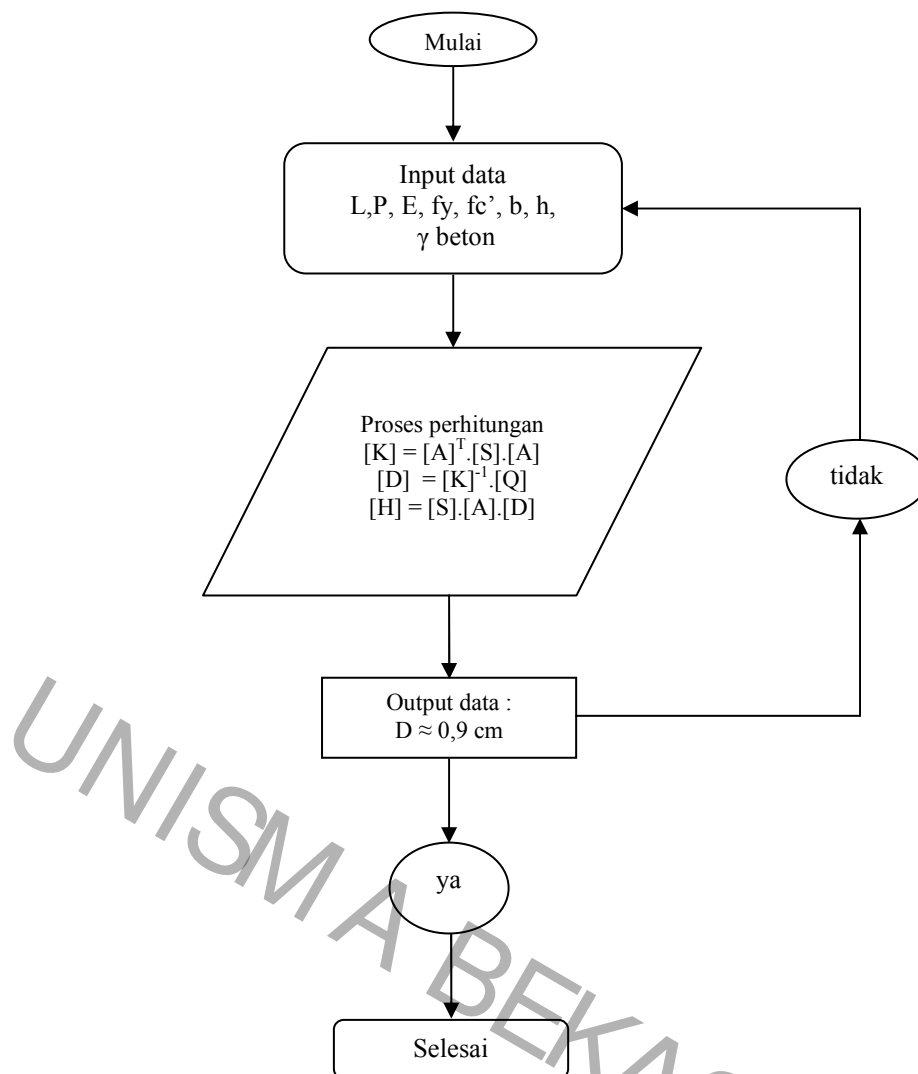 Mulai
Input data
L,P, E, fy, fc’, b, h,
γ beton
Proses perhitungan
[K] = [A]ᵀ.[S].[A]
[D] = [K]⁻¹.[Q]
[H] = [S].[A].[D]
tidak
Output data :
D ≈ 0,9 cm
ya
Selesai
UNISMA BEKAS